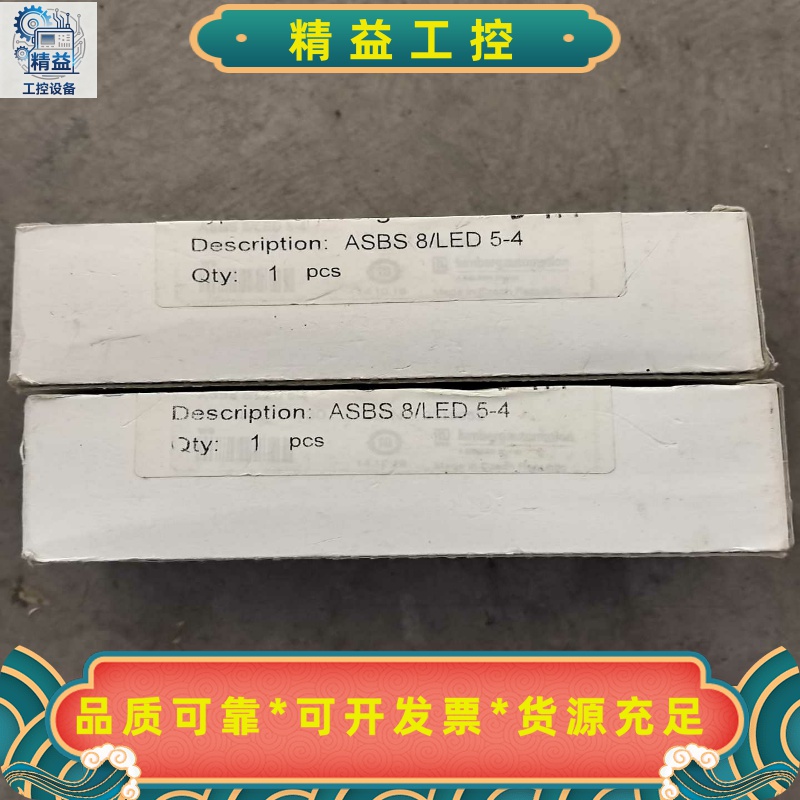 精益
工控设备
精益工控
Description: ASBS 8/LED 5-4
Qty: 1 pcs
Description: ASBS 8/LED 5-4
Qty: 1 pcs
品质可靠*可开发票*货源充足